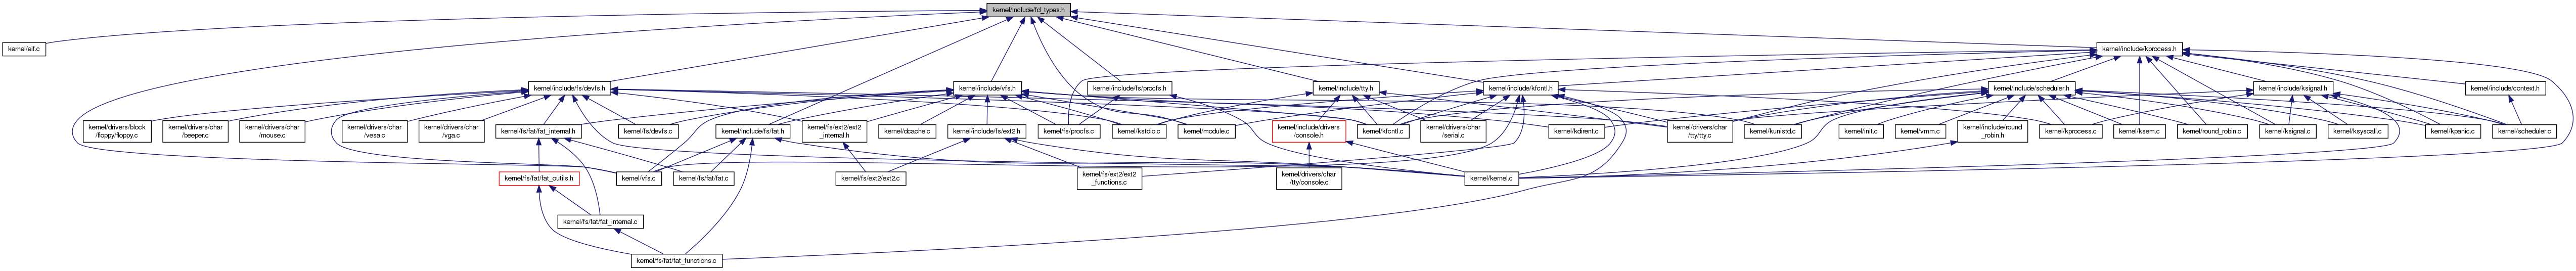 kernel/include/fd_types.h
kernel/elf.c
kernel/include/kprocess.h
kernel/include/fs/devfs.h
kernel/include/vfs.h
kernel/include/fs/procfs.h
kernel/include/tty.h
kernel/include/kfcntl.h
kernel/include/scheduler.h
kernel/include/ksignal.h
kernel/include/context.h
kernel/drivers/block
/floppy/floppy.c
kernel/drivers/char
/beeper.c
kernel/drivers/char
/mouse.c
kernel/drivers/char
/vesa.c
kernel/drivers/char
/vga.c
kernel/fs/fat/fat_internal.h
kernel/fs/devfs.c
kernel/include/fs/fat.h
kernel/fs/ext2/ext2
_internal.h
kernel/dcache.c
kernel/include/fs/ext2.h
kernel/fs/procfs.c
kernel/kstdio.c
kernel/module.c
kernel/include/drivers
/console.h
kernel/kfcntl.c
kernel/drivers/char
/serial.c
kernel/kdirent.c
kernel/drivers/char
/tty/tty.c
kernel/kunistd.c
kernel/init.c
kernel/vmm.c
kernel/include/round
_robin.h
kernel/kprocess.c
kernel/ksem.c
kernel/round_robin.c
kernel/ksignal.c
kernel/ksyscall.c
kernel/kpanic.c
kernel/scheduler.c
kernel/fs/fat/fat_outils.h
kernel/vfs.c
kernel/fs/fat/fat.c
kernel/fs/ext2/ext2.c
kernel/fs/ext2/ext2
_functions.c
kernel/drivers/char
/tty/console.c
kernel/kernel.c
kernel/fs/fat/fat_internal.c
kernel/fs/fat/fat_functions.c